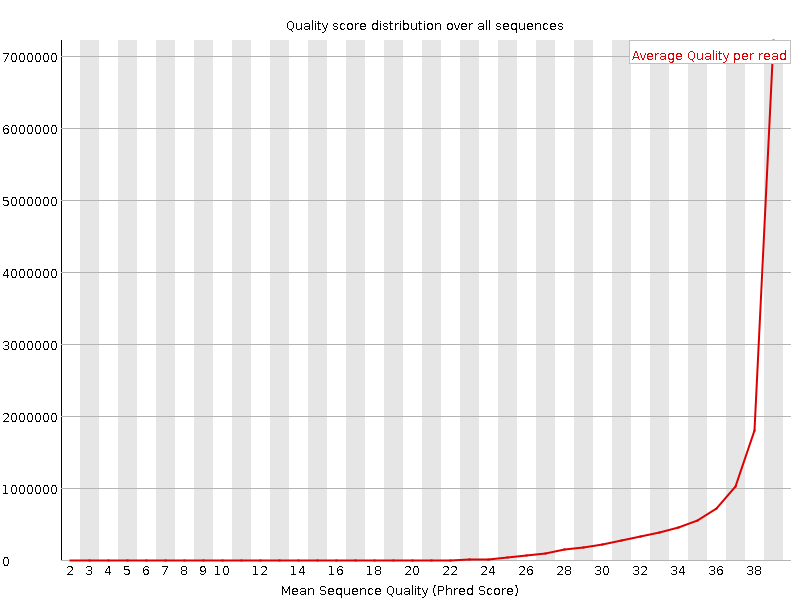 Quality score distribution over all sequences
Average Quality per read
7000000
6000000
5000000
4000000
3000000
2000000
1000000
0
2 3 4 5 6 7 8 9 10 12 14 16 18 20 22 24 26 28 30 32 34 36 38
Mean Sequence Quality (Phred Score)